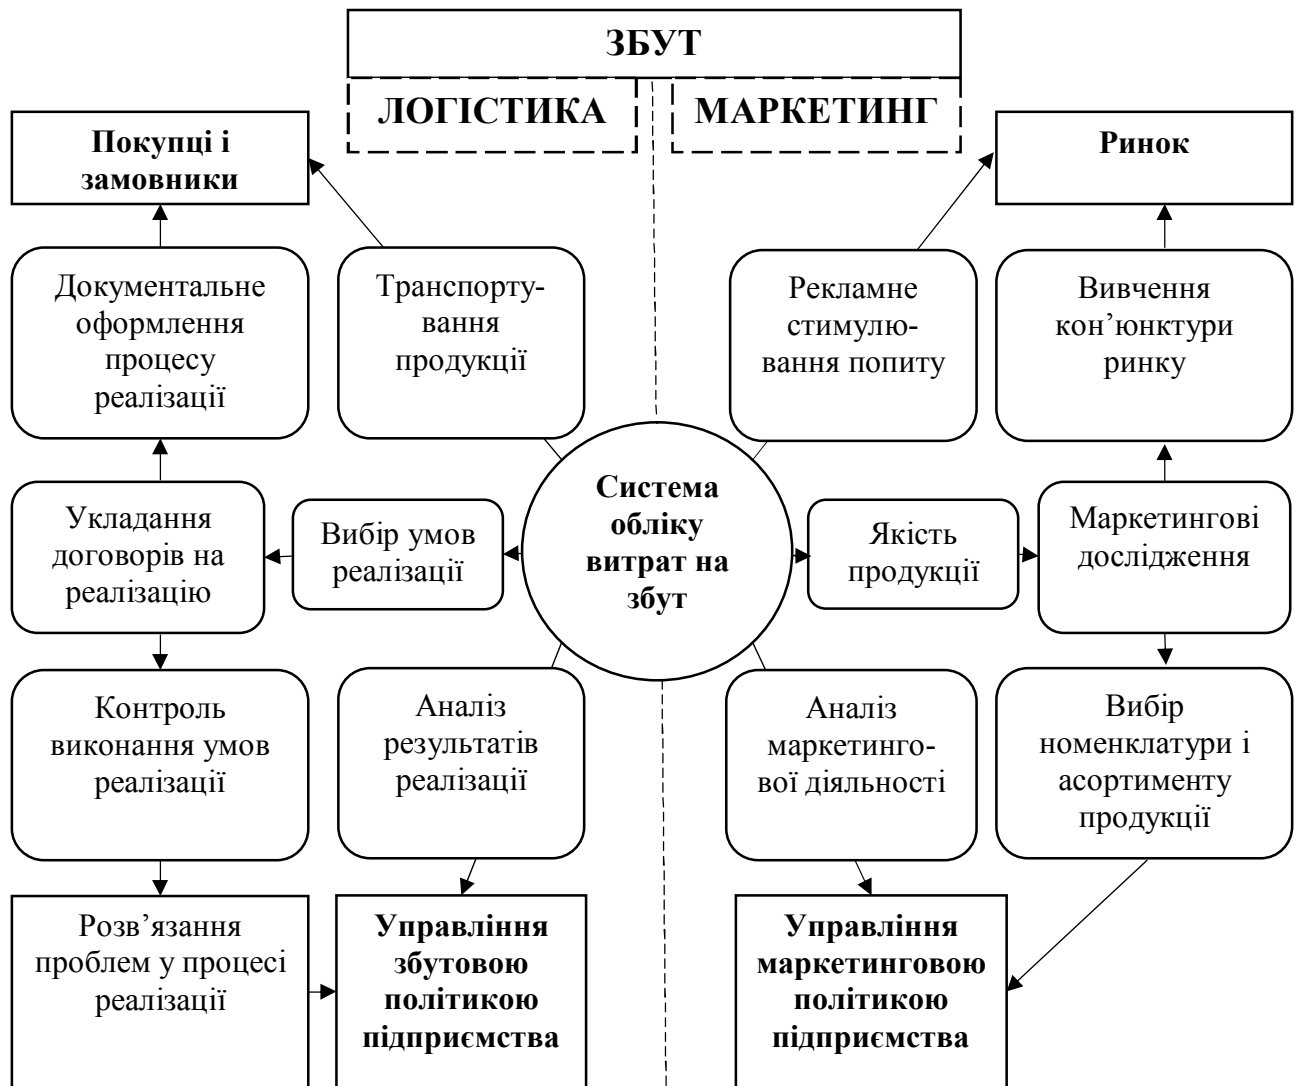 ЗБУТ
ЛОГІСТИКА
МАРКЕТИНГ
Покупці і
замовники
Ринок
Документальне
оформлення
процесу
реалізації
Транспорту-
вання
продукції
Рекламне
стимулю-
вання попиту
Вивчення
кон’юнктури
ринку
Укладання
договорів на
реалізацію
Вибір умов
реалізації
Система
обліку
витрат на
збут
Якість
продукції
Маркетингові
дослідження
Контроль
виконання умов
реалізації
Аналіз
результатів
реалізації
Аналіз
маркетинго-
вої діяльності
Вибір
номенклатури і
асортименту
продукції
Розв’язання
проблем у процесі
реалізації
Управління
збутовою
політикою
підприємства
Управління
маркетинговою
політикою
підприємства